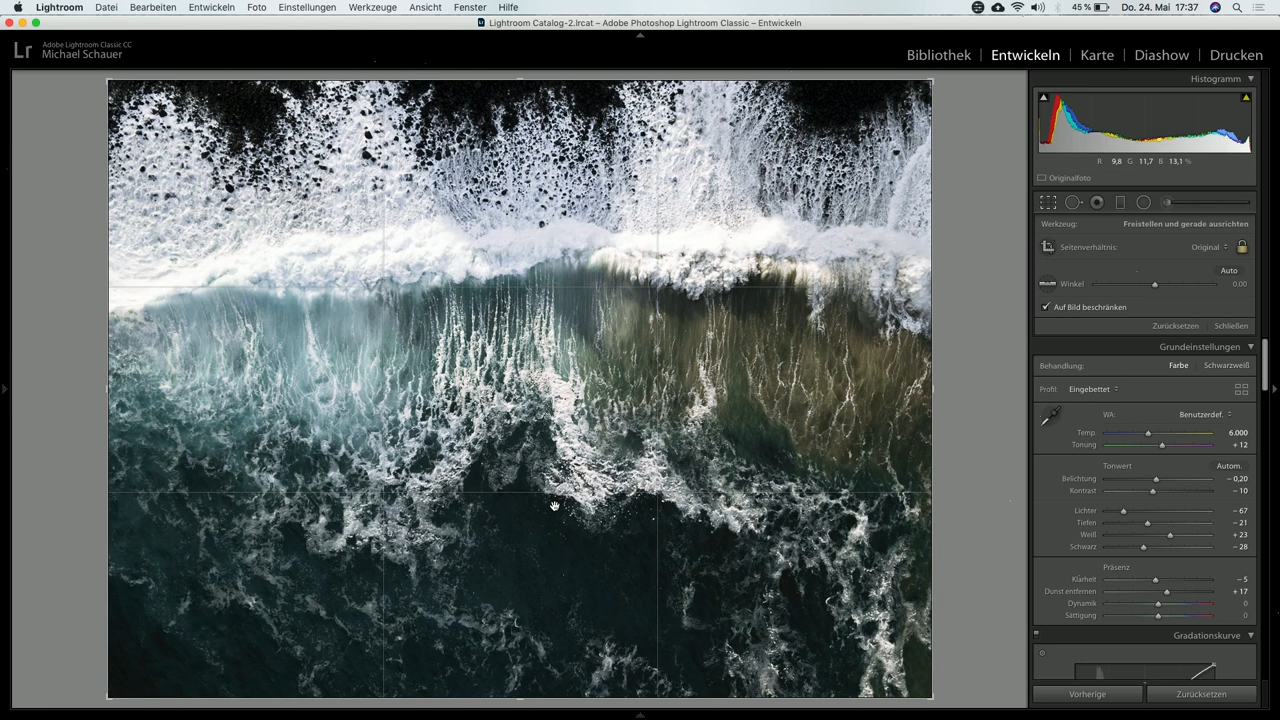 Lightroom Datei Bearbeiten Entwickeln Foto Einstellungen Werkzeuge Ansicht Fenster Hilfe 45 % Do. 24. Mai 17:37
Lightroom Catalog-2.lrcat – Adobe Photoshop Lightroom Classic – Entwickeln
Lr Adobe Lightroom Classic CC
Michael Schauer
Bibliothek | Entwickeln | Karte | Diashow | Drucken
Histogramm
R 9,8 G 11,7 B 13,1 %
Originalfoto
Werkzeug: Freistellen und gerade ausrichten
Seitenverhältnis: Original
Auto
Winkel 0.00
Auf Bild beschränken
Zurücksetzen Schließen
Grundeinstellungen
Behandlung: Farbe Schwarzweiß
Profil: Eingebettet
WA: Benutzerdef.
Temp. 6.000
Tonung + 12
Tonwert Autom.
Belichtung − 0,20
Kontrast − 10
Lichter − 67
Tiefen − 21
Weiß + 23
Schwarz − 28
Präsenz
Klarheit − 5
Dunst entfernen + 17
Dynamik 0
Sättigung 0
Gradationskurve
Vorherige Zurücksetzen